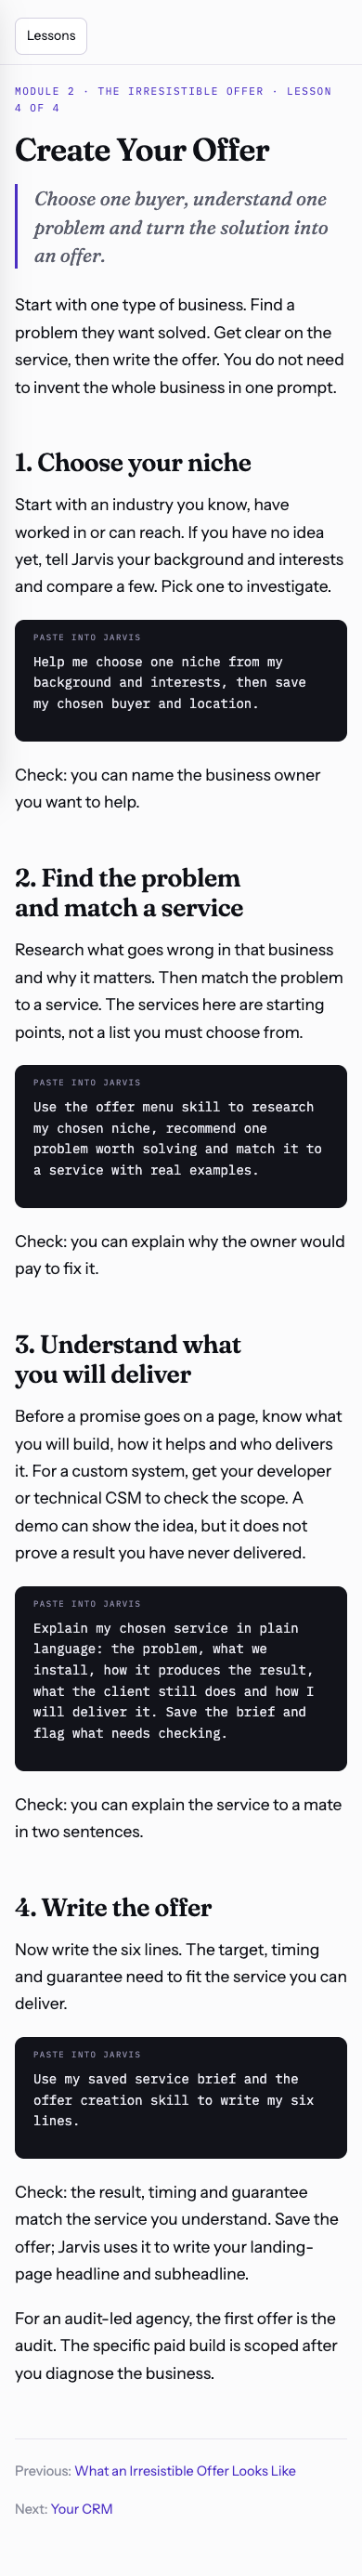 Lessons
MODULE 2 · THE IRRESISTIBLE OFFER · LESSON
4 OF 4
Create Your Offer
Choose one buyer, understand one
problem and turn the solution into
an offer.
Start with one type of business. Find a
problem they want solved. Get clear on the
service, then write the offer. You do not need
to invent the whole business in one prompt.
1. Choose your niche
Start with an industry you know, have
worked in or can reach. If you have no idea
yet, tell Jarvis your background and interests
and compare a few. Pick one to investigate.
PASTE INTO JARVIS
Help me choose one niche from my
background and interests, then save
my chosen buyer and location.
Check: you can name the business owner
you want to help.
2. Find the problem
and match a service
Research what goes wrong in that business
and why it matters. Then match the problem
to a service. The services here are starting
points, not a list you must choose from.
PASTE INTO JARVIS
Use the offer menu skill to research
my chosen niche, recommend one
problem worth solving and match it to
a service with real examples.
Check: you can explain why the owner would
pay to fix it.
3. Understand what
you will deliver
Before a promise goes on a page, know what
you will build, how it helps and who delivers
it. For a custom system, get your developer
or technical CSM to check the scope. A
demo can show the idea, but it does not
prove a result you have never delivered.
PASTE INTO JARVIS
Explain my chosen service in plain
language: the problem, what we
install, how it produces the result,
what the client still does and how I
will deliver it. Save the brief and
flag what needs checking.
Check: you can explain the service to a mate
in two sentences.
4. Write the offer
Now write the six lines. The target, timing
and guarantee need to fit the service you can
deliver.
PASTE INTO JARVIS
Use my saved service brief and the
offer creation skill to write my six
lines.
Check: the result, timing and guarantee
match the service you understand. Save the
offer; Jarvis uses it to write your landing-
page headline and subheadline.
For an audit-led agency, the first offer is the
audit. The specific paid build is scoped after
you diagnose the business.
Previous: What an Irresistible Offer Looks Like
Next: Your CRM